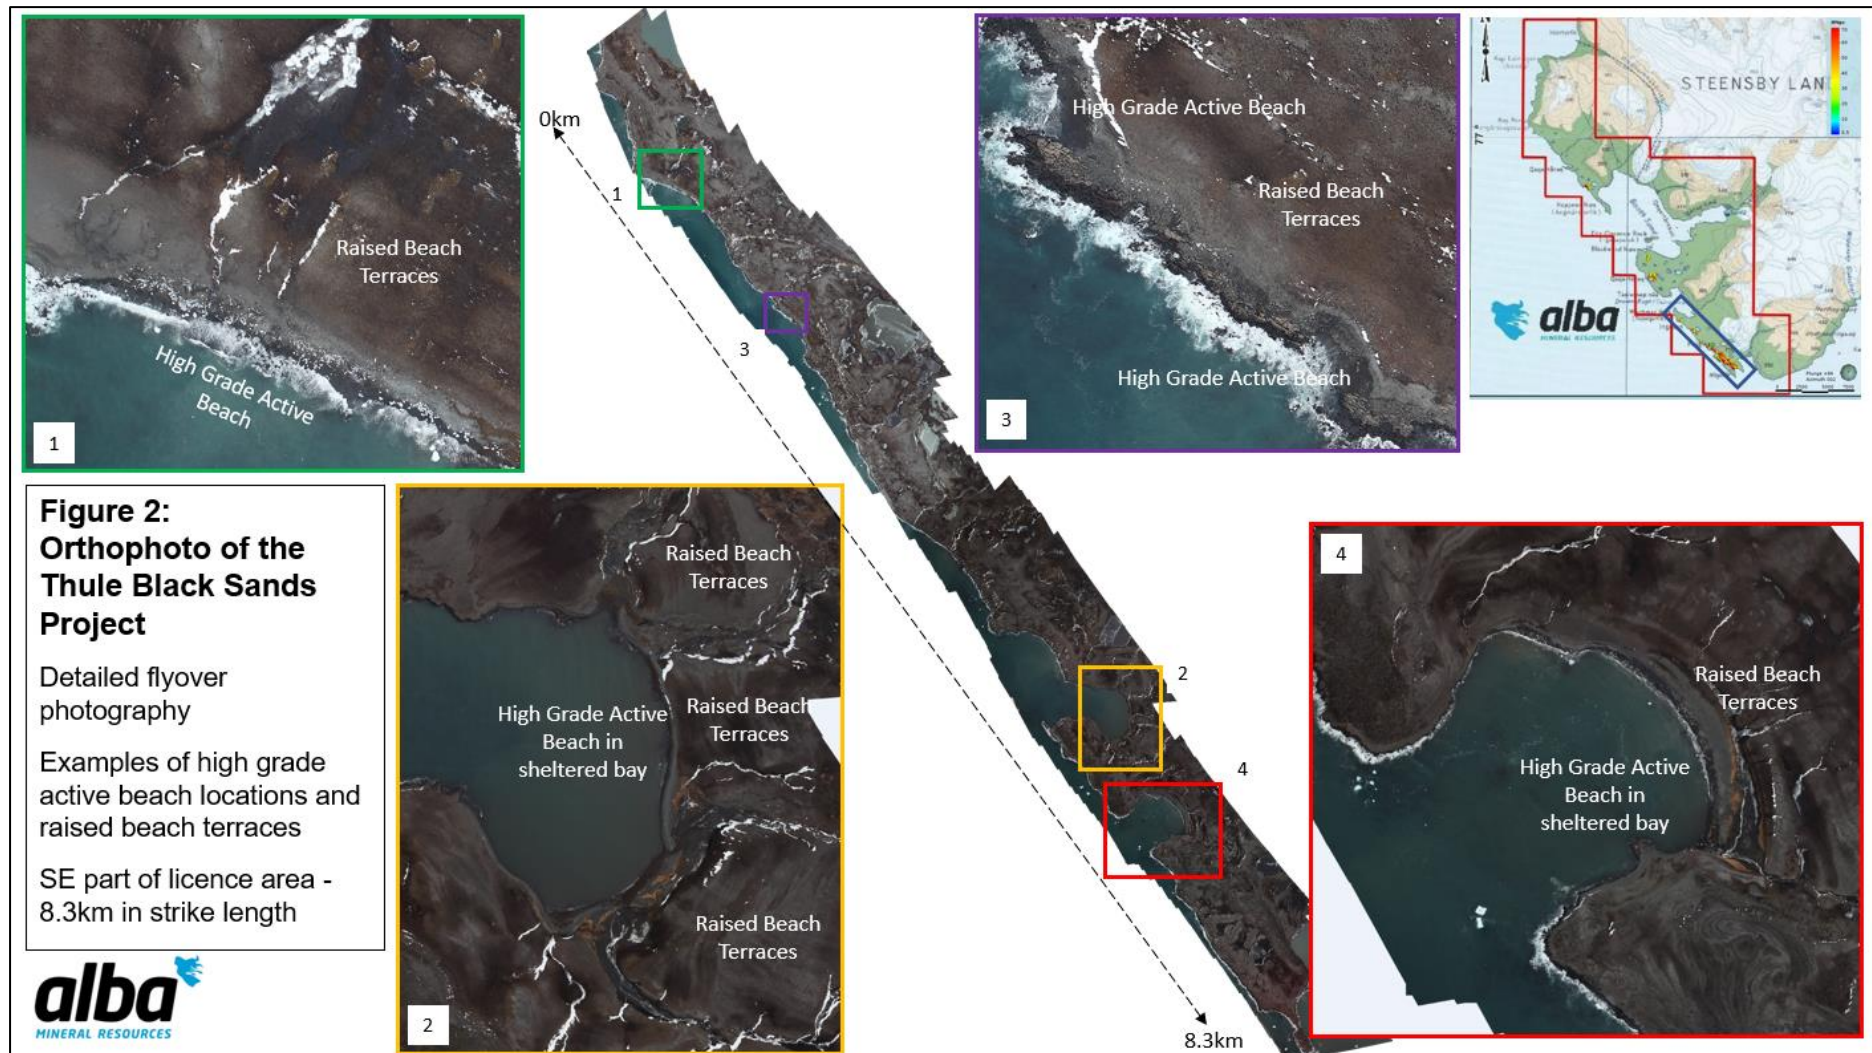 Raised Beach
Terraces
High Grade Active
Beach
1
0km
1
3
2
4
8.3km
High Grade Active Beach
Raised Beach
Terraces
High Grade Active Beach
3
N
STEENSBY LAN
77°
alba
MINERAL RESOURCES
Figure 2:
Orthophoto of the
Thule Black Sands
Project
Detailed flyover
photography
Examples of high grade
active beach locations and
raised beach terraces
SE part of licence area -
8.3km in strike length
alba
MINERAL RESOURCES
Raised Beach
Terraces
High Grade Active
Beach in
sheltered bay
Raised Beach
Terraces
Raised Beach
Terraces
2
4
Raised Beach
Terraces
High Grade Active
Beach in
sheltered bay